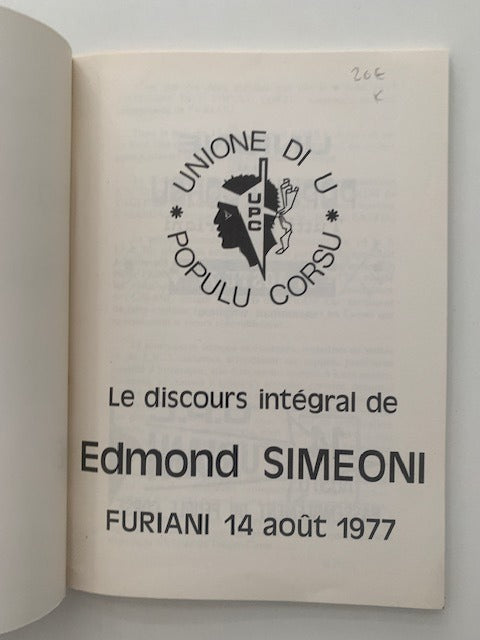 20€
UNIONE DI U
UPC
* POPULU CORSU *
Le discours intégral de
Edmond SIMEONI
FURIANI 14 août 1977